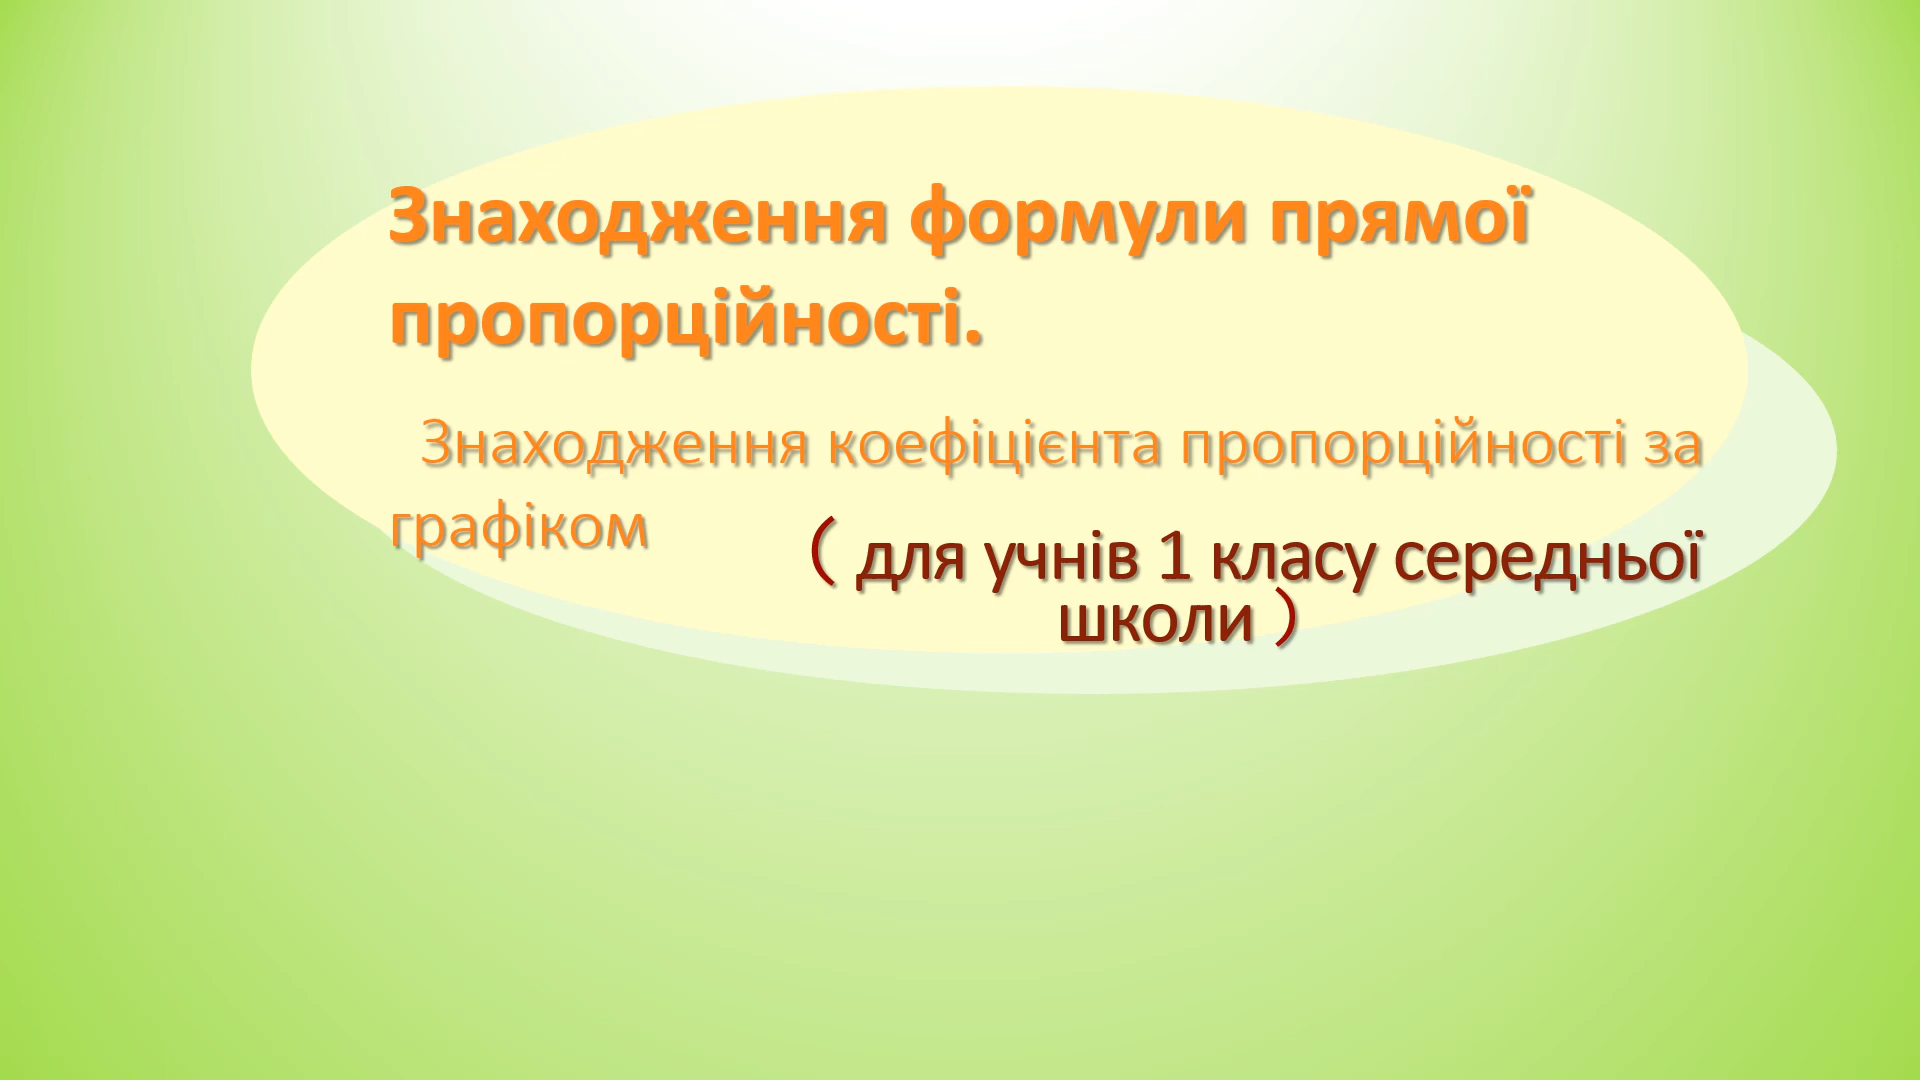 Знаходження формули прямої
пропорційності.
Знаходження коефіцієнта пропорційності за
графіком
( для учнів 1 класу середньої
школи )